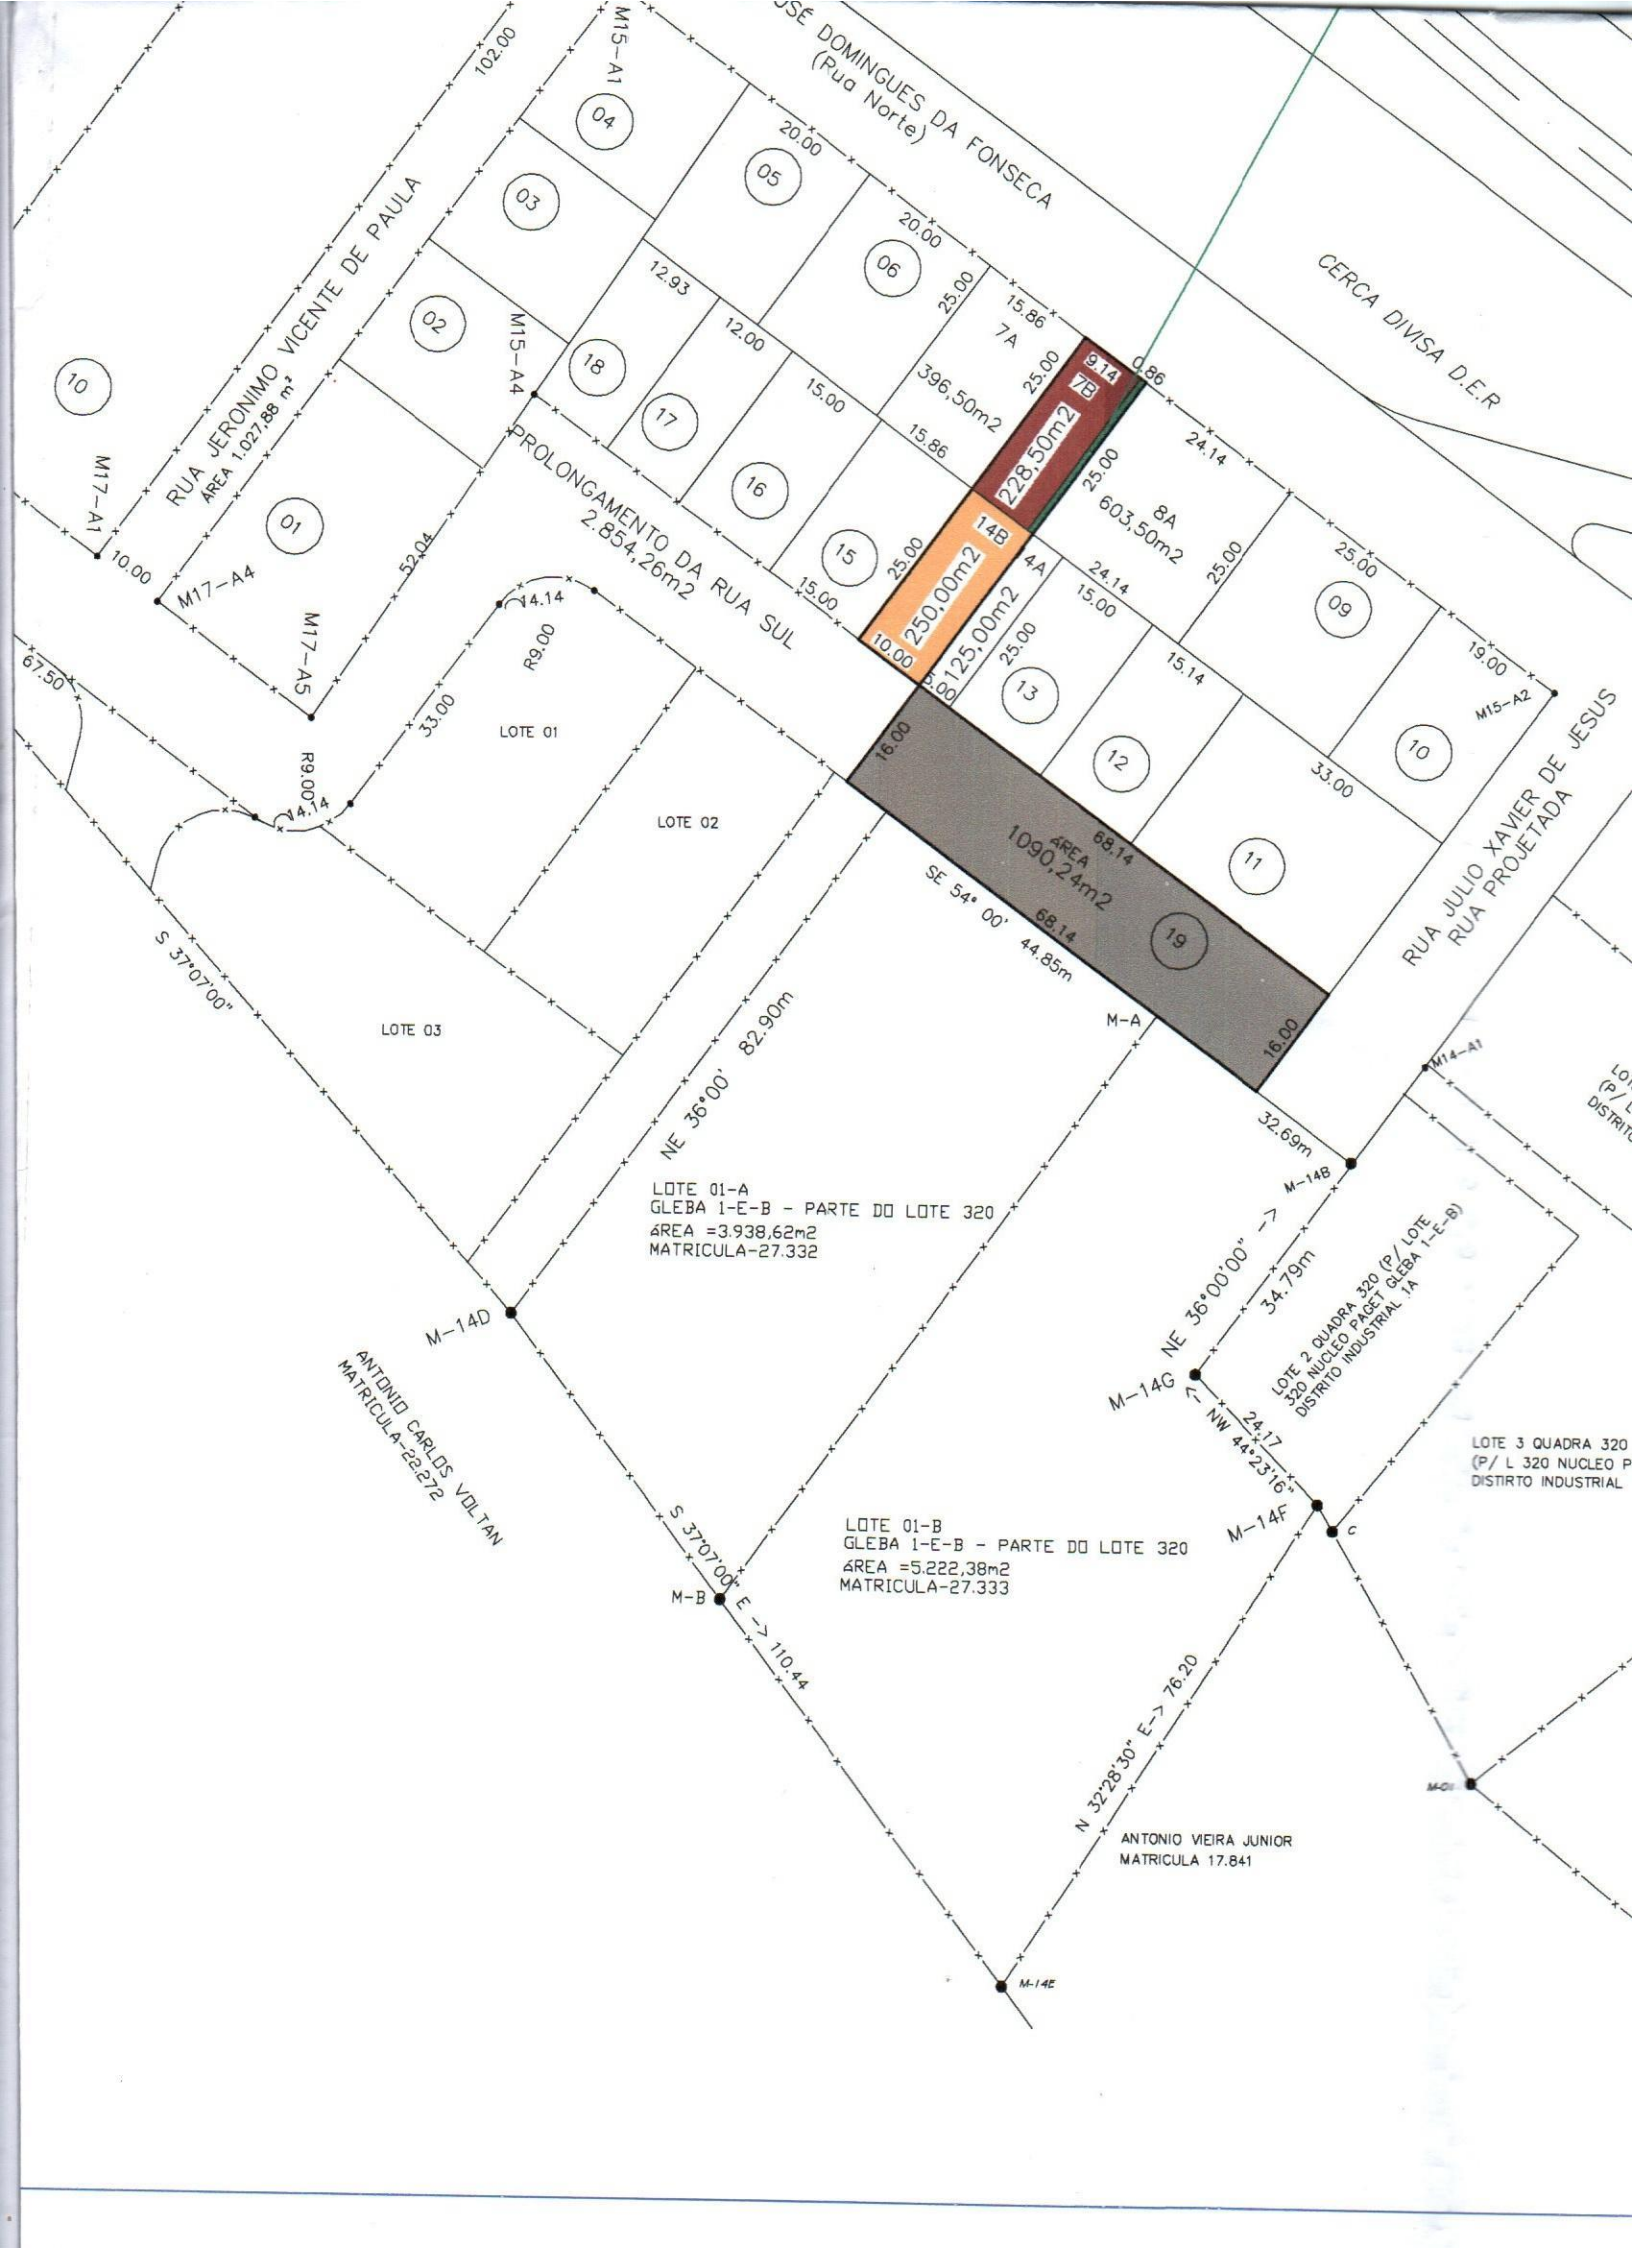 102.00
M15-A1
JOSÉ DOMINGUES DA FONSECA
(Rua Norte)
04
20.00
05
03
20.00
06
RUA JERONIMO VICENTE DE PAULA
ÁREA 1.027,88 m²
12.93
25.00
15.86
7A
396,50m2
CERCA DIVISA D.E.R
02
M15-A4
12.00
18
25.00
9.14
7B
0.86
228,50m2
10
17
15.00
15.86
24.14
PROLONGAMENTO DA RUA SUL
2.854,26m2
25.00
8A
603,50m2
M17-A1
01
16
14B
10.00
M17-A4
52.04
15
25.00
250,00m2
25.00
25.00
24.14
15.00
09
14.14
15.00
125,00m2
25.00
M17-A5
R9.00
10.00
5.00
13
15.14
19.00
M15-A2
67.50
33.00
LOTE 01
16.00
12
33.00
10
R9.00
14.14
LOTE 02
ÁREA
1090,24m2
68.14
11
RUA JULIO XAVIER DE JESUS
RUA PROJETADA
SE 54° 00' 44.85m
68.14
19
S 37°07'00"
LOTE 03
NE 36°00' 82.90m
M-A
16.00
M14-A1
32.69m
M-14B
LOTE 01-A
GLEBA 1-E-B - PARTE DO LOTE 320
ÁREA =3.938,62m2
MATRICULA-27.332
NE 36°00'00" ->
34.79m
LOTE 2 QUADRA 320 (P/ LOTE
320 NUCLEO PAGET GLEBA 1-E-B)
DISTRITO INDUSTRIAL 1A
M-14D
M-14G
ANTONIO CARLOS VOLTAN
MATRICULA-22.272
24.17
<- NW 44°23'16"
LOTE 3 QUADRA 320
(P/ L 320 NUCLEO P
DISTIRTO INDUSTRIAL
M-14F
C
S 37°07'00" E -> 110.44
LOTE 01-B
GLEBA 1-E-B - PARTE DO LOTE 320
ÁREA =5.222,38m2
MATRICULA-27.333
M-B
N 32°28'30" E-> 76.20
M-01
ANTONIO VIEIRA JUNIOR
MATRICULA 17.841
M-14E